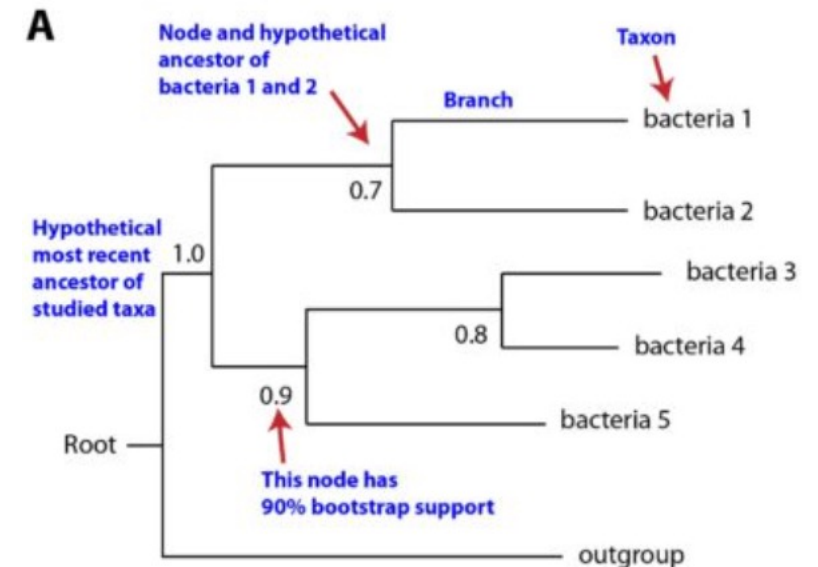 A
Node and hypothetical
ancestor of
bacteria 1 and 2
Taxon
Branch
bacteria 1
0.7
bacteria 2
Hypothetical
most recent
ancestor of
studied taxa
1.0
bacteria 3
0.8
bacteria 4
0.9
bacteria 5
Root
This node has
90% bootstrap support
outgroup